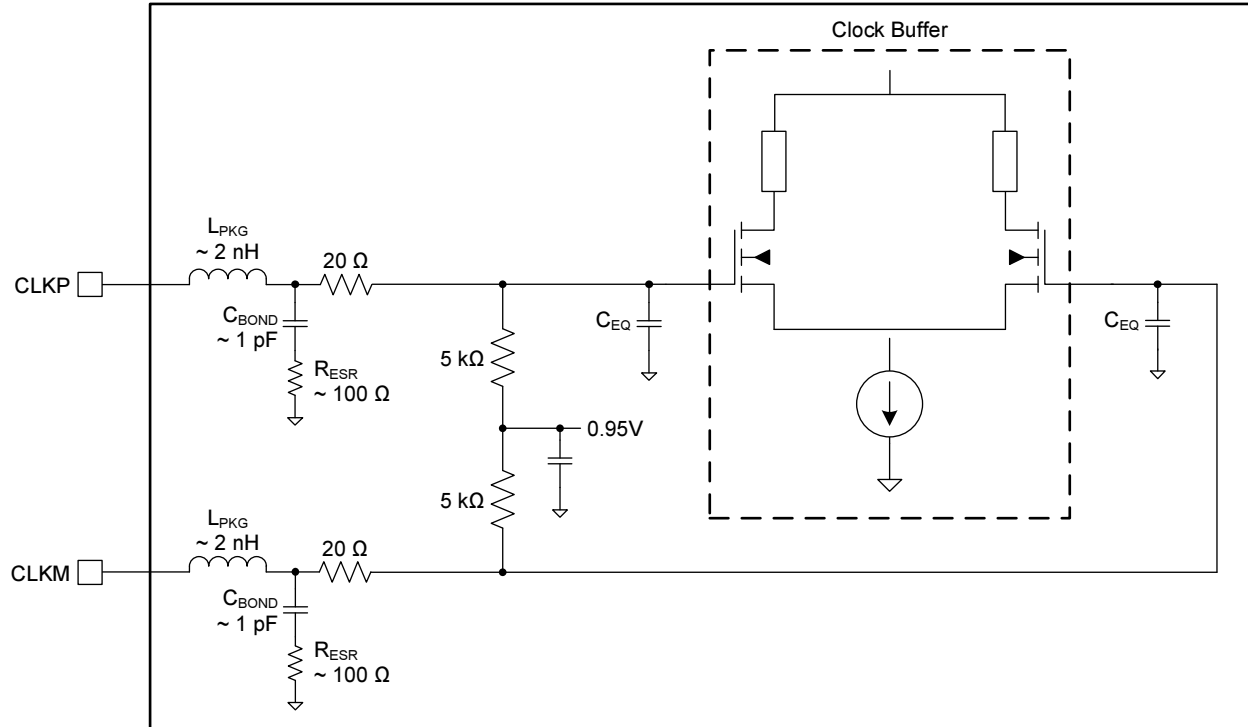 Clock Buffer
L_PKG
~ 2 nH
20 Ω
CLKP
C_BOND
~ 1 pF
R_ESR
~ 100 Ω
5 kΩ
C_EQ
C_EQ
0.95V
5 kΩ
L_PKG
~ 2 nH
20 Ω
CLKM
C_BOND
~ 1 pF
R_ESR
~ 100 Ω